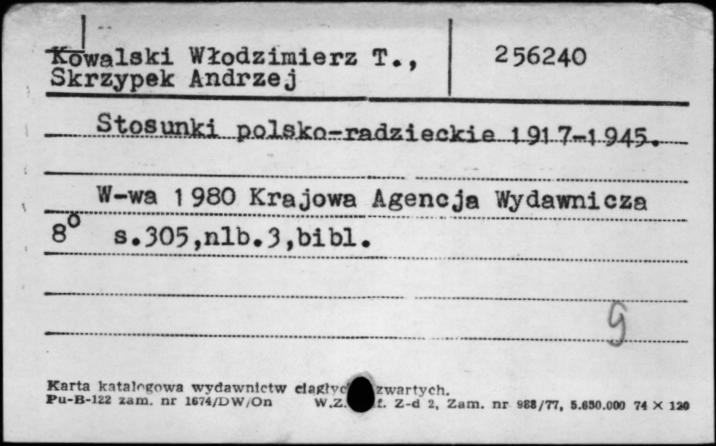 Kowalski Włodzimierz T., 256240
Skrzypek Andrzej
Stosunki polsko-radzieckie 1917-1945.
W-wa 1980 Krajowa Agencja Wydawnicza
8° s.305,nlb.3,bibl.
g
Karta katalogowa wydawnictw zwartych.
Pu-B-122 zam. nr 1674/DW/On W.Z. f. Z-d 2, Zam. nr 988/77, 5.650.000 74 × 120